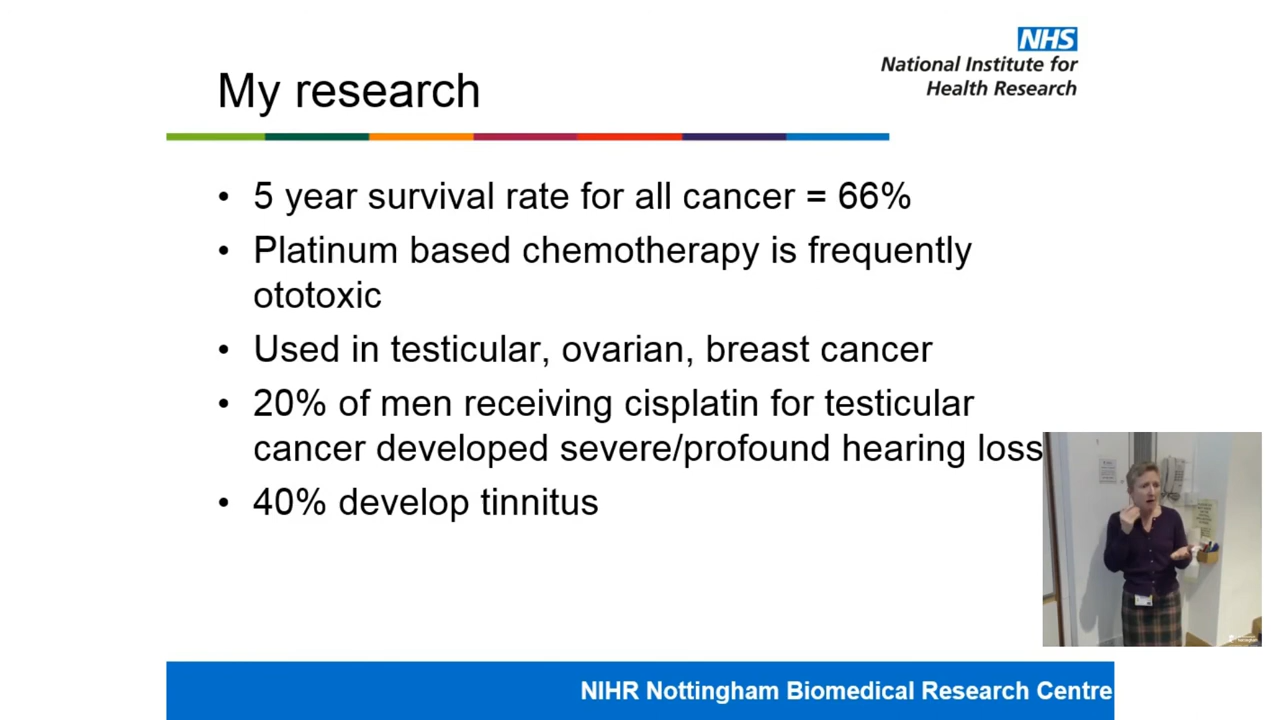 NHS
National Institute for
Health Research
My research
• 5 year survival rate for all cancer = 66%
• Platinum based chemotherapy is frequently
ototoxic
• Used in testicular, ovarian, breast cancer
• 20% of men receiving cisplatin for testicular
cancer developed severe/profound hearing loss
• 40% develop tinnitus
NIHR Nottingham Biomedical Research Centre